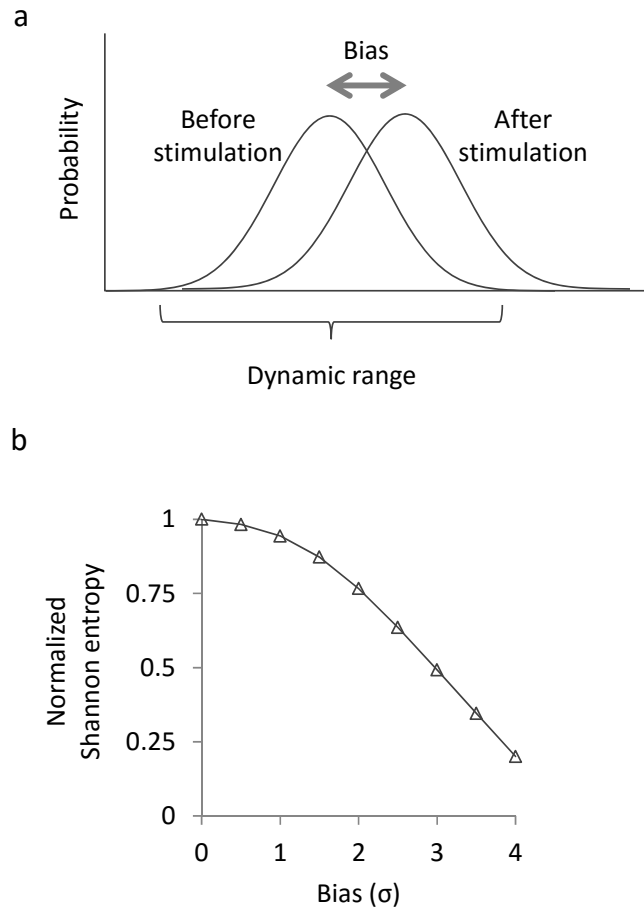 a
Bias
Before
stimulation
After
stimulation
Probability
Dynamic range
b
Normalized
Shannon entropy
1
0.75
0.5
0.25
0
0 1 2 3 4
Bias (σ)